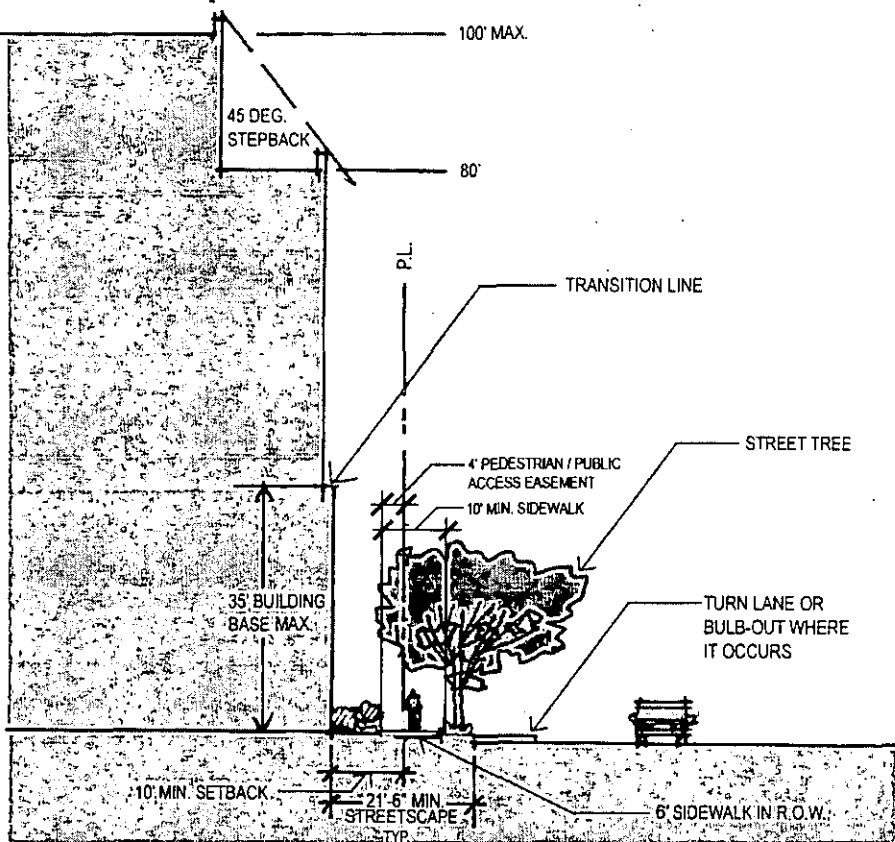 100' MAX.
45 DEG.
STEPBACK
80'
P.L.
TRANSITION LINE
STREET TREE
4' PEDESTRIAN / PUBLIC
ACCESS EASEMENT
10' MIN. SIDEWALK
35' BUILDING
BASE MAX.
TURN LANE OR
BULB-OUT WHERE
IT OCCURS
10' MIN. SETBACK
21'-6" MIN.
STREETSCAPE
TYP.
6' SIDEWALK IN R.O.W.